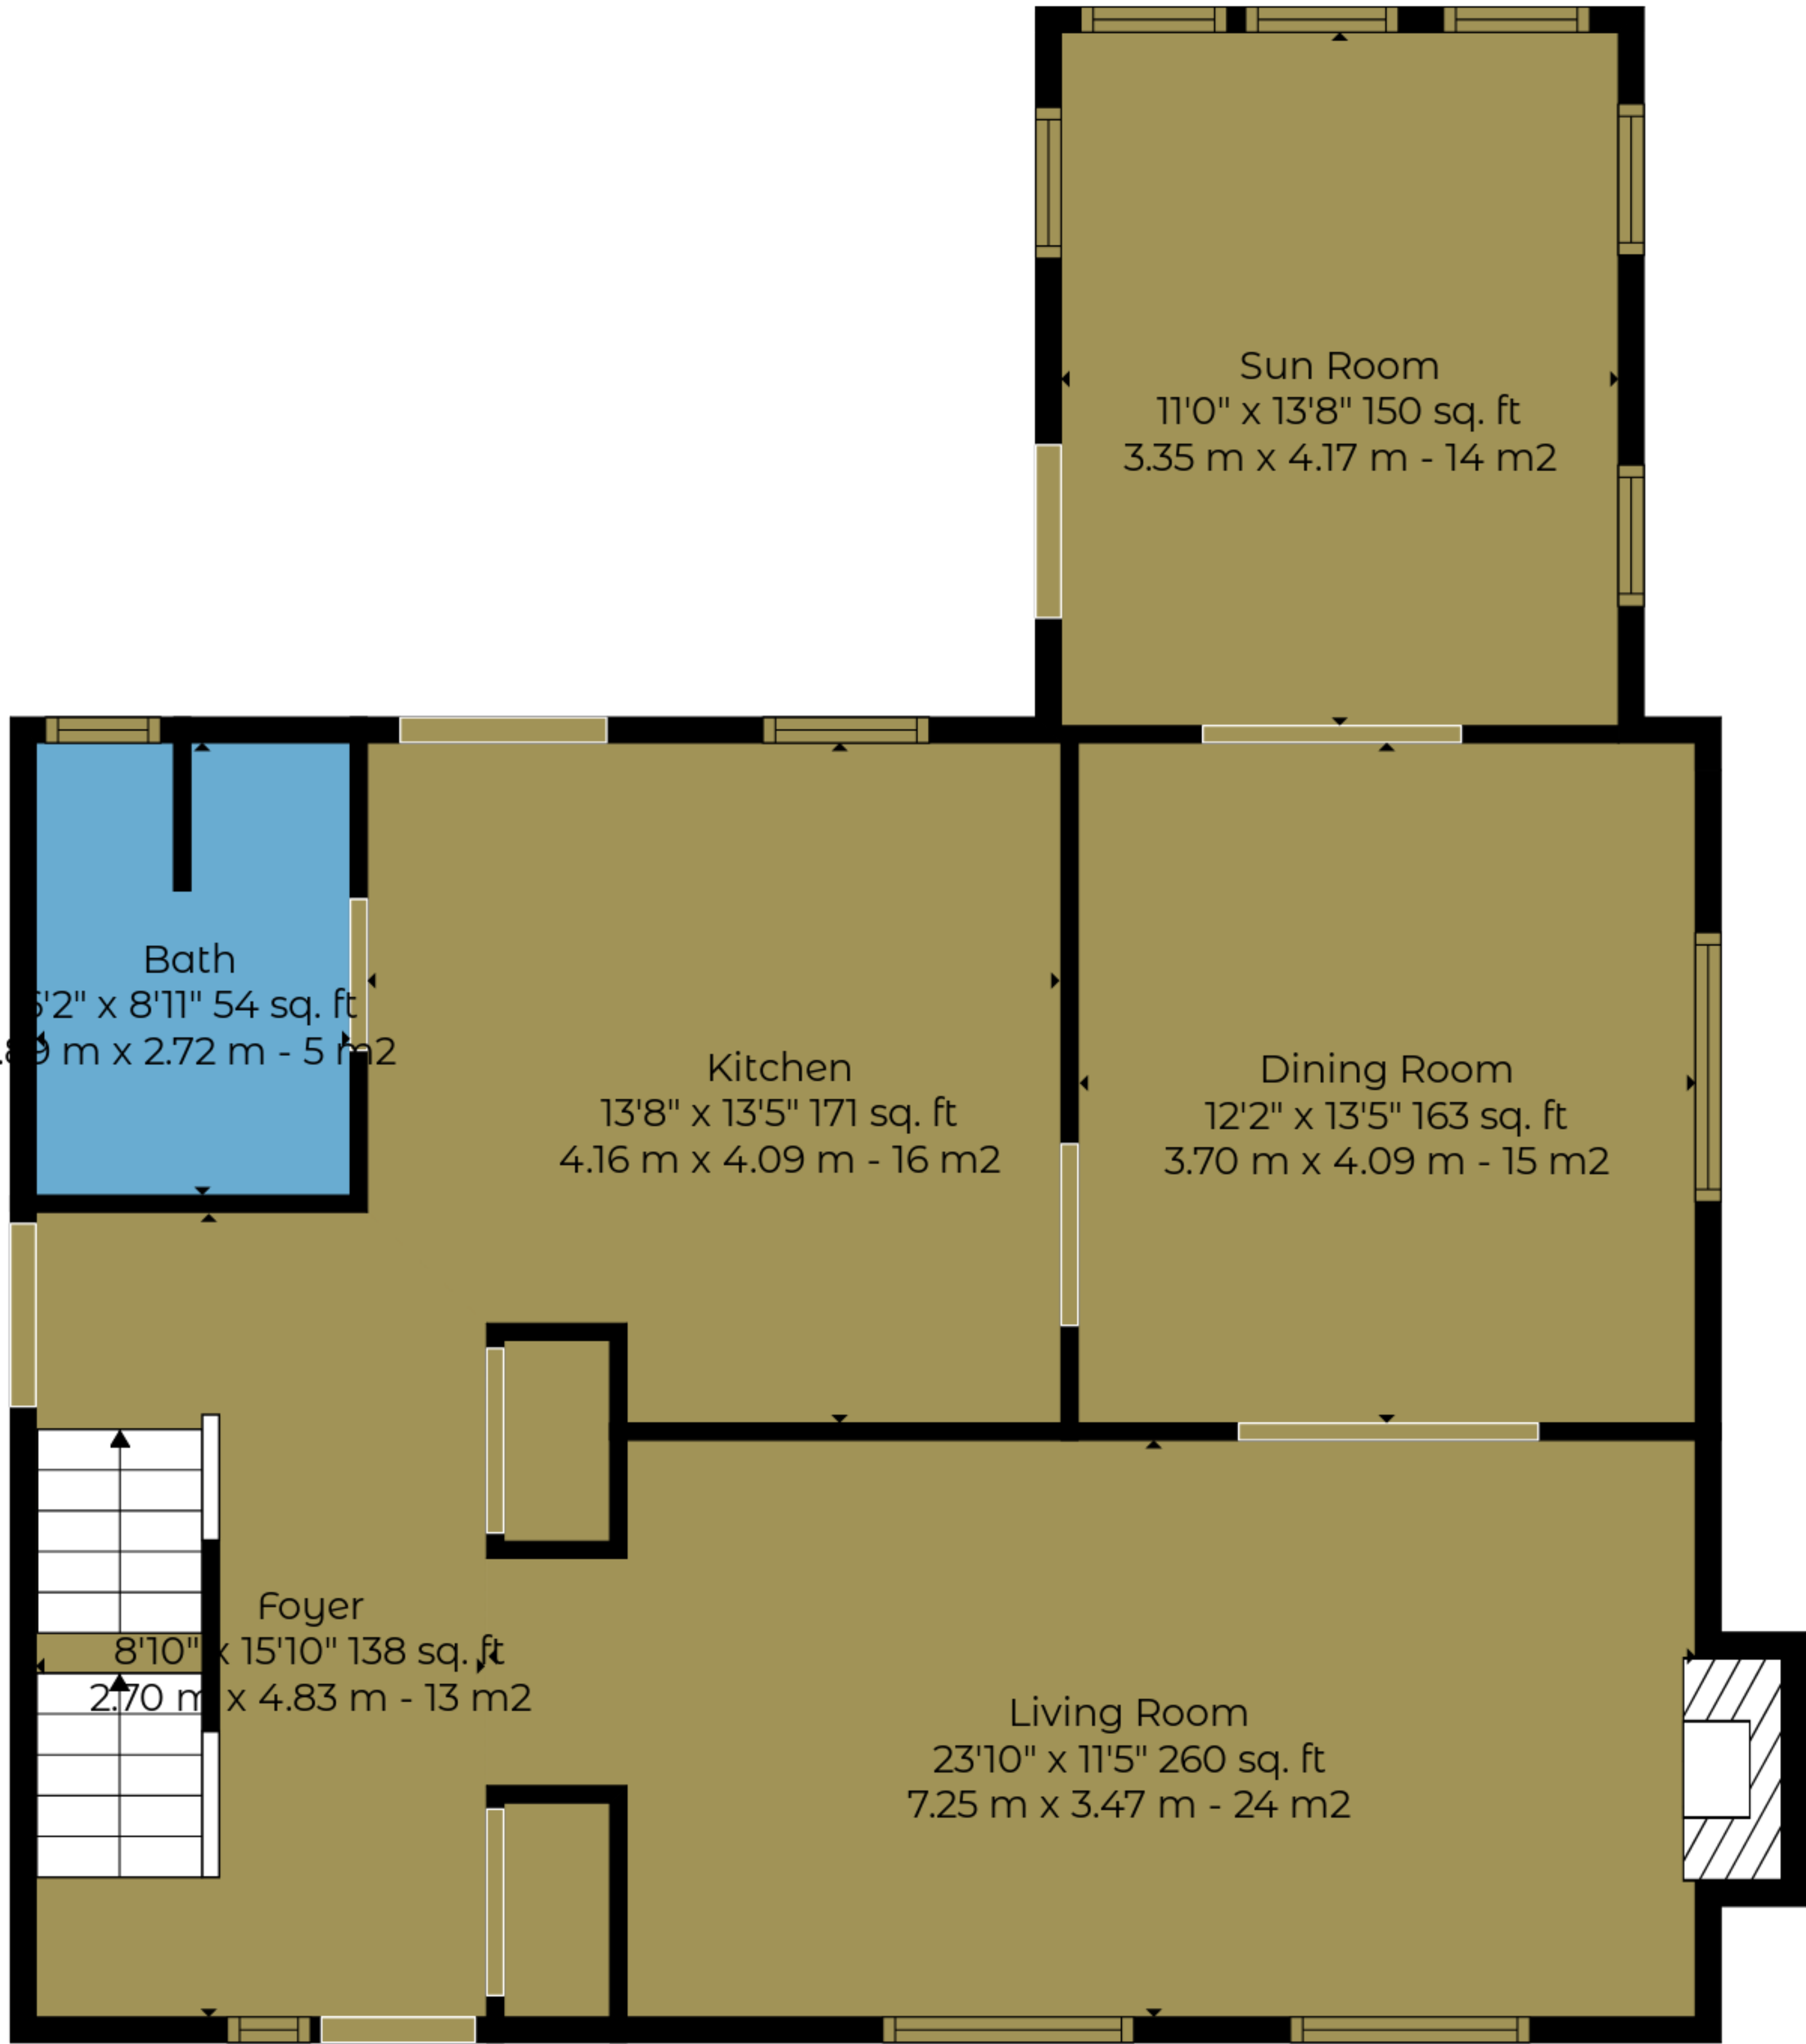 Sun Room
11'0" x 13'8" 150 sq. ft
3.35 m x 4.17 m - 14 m2
Bath
6'2" x 8'11" 54 sq. ft
m x 2.72 m - 5 m2
Kitchen
13'8" x 13'5" 171 sq. ft
4.16 m x 4.09 m - 16 m2
Dining Room
12'2" x 13'5" 163 sq. ft
3.70 m x 4.09 m - 15 m2
Foyer
8'10" x 15'10" 138 sq. ft
2.70 m x 4.83 m - 13 m2
Living Room
23'10" x 11'5" 260 sq. ft
7.25 m x 3.47 m - 24 m2